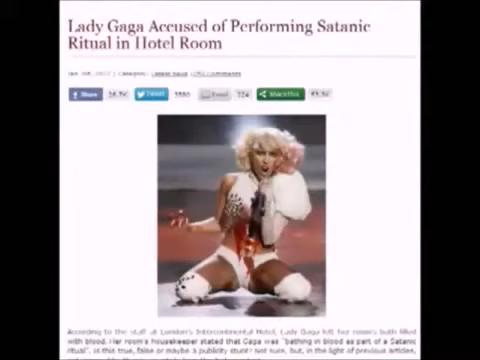 Lady Gaga Accused of Performing Satanic
Ritual in Hotel Room
Share
Tweet
Email
According to the staff at London's Intercontinental Hotel, Lady Gaga left her room's bath filled
with blood. Her room's housekeeper stated that Gaga was "bathing in blood as part of a Satanic
ritual". Is this true, false or maybe a publicity stunt? Not sure, but, in the light of previous articles,